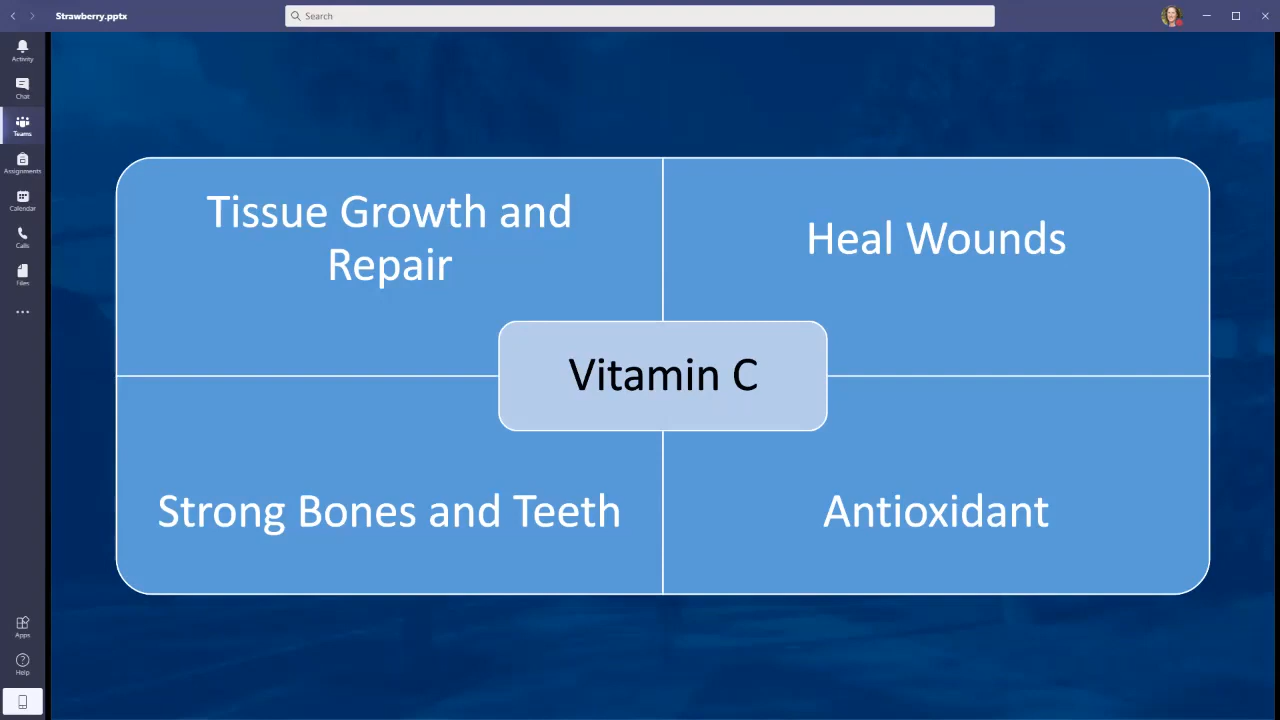 Strawberry.pptx
Search
Activity
Chat
Teams
Assignments
Calendar
Calls
Files
Tissue Growth and
Repair
Heal Wounds
Vitamin C
Strong Bones and Teeth
Antioxidant
Apps
Help